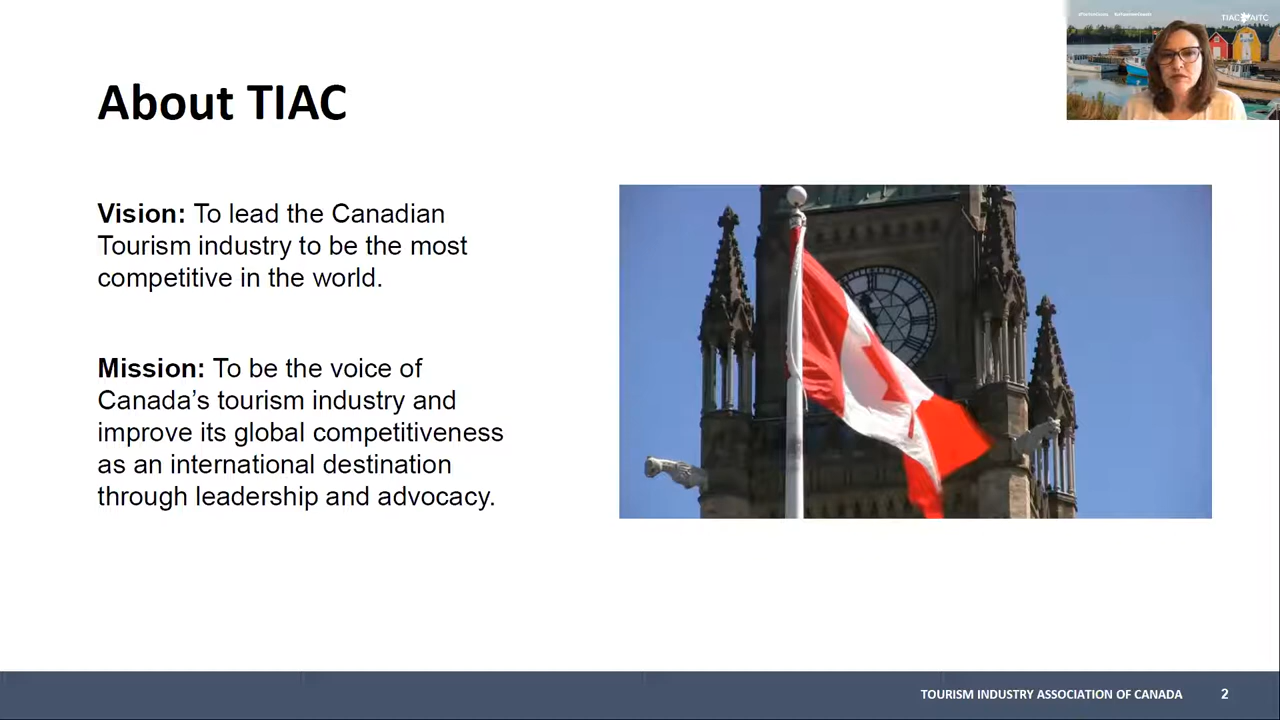 TIAC AITC
About TIAC
Vision: To lead the Canadian
Tourism industry to be the most
competitive in the world.
Mission: To be the voice of
Canada’s tourism industry and
improve its global competitiveness
as an international destination
through leadership and advocacy.
TOURISM INDUSTRY ASSOCIATION OF CANADA 2